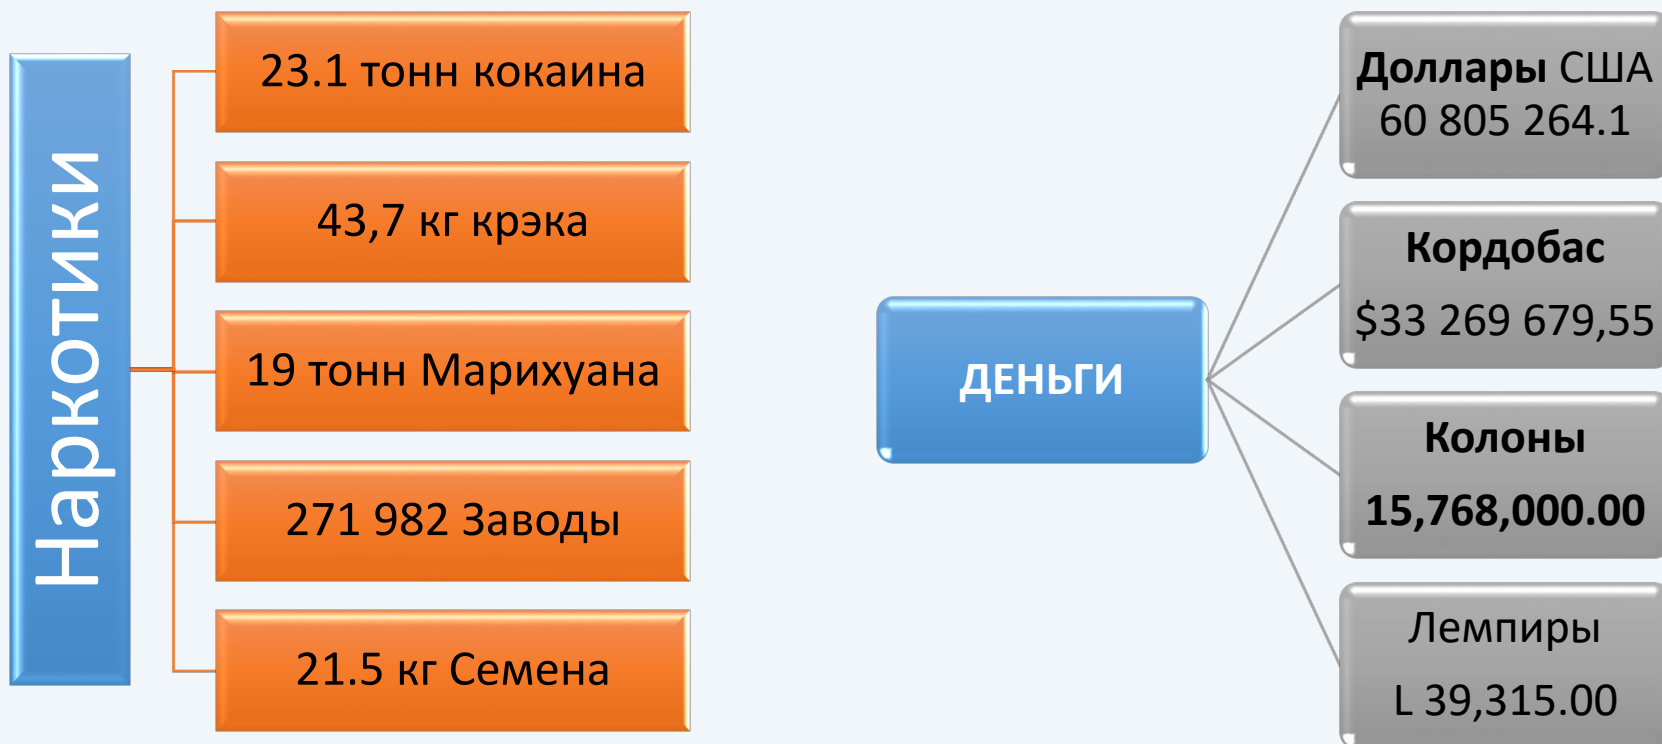 Наркотики
23.1 тонн кокаина
43,7 кг крэка
19 тонн Марихуана
271 982 Заводы
21.5 кг Семена
ДЕНЬГИ
Доллары США
60 805 264.1
Кордобас
$33 269 679,55
Колоны
15,768,000.00
Лемпиры
L 39,315.00